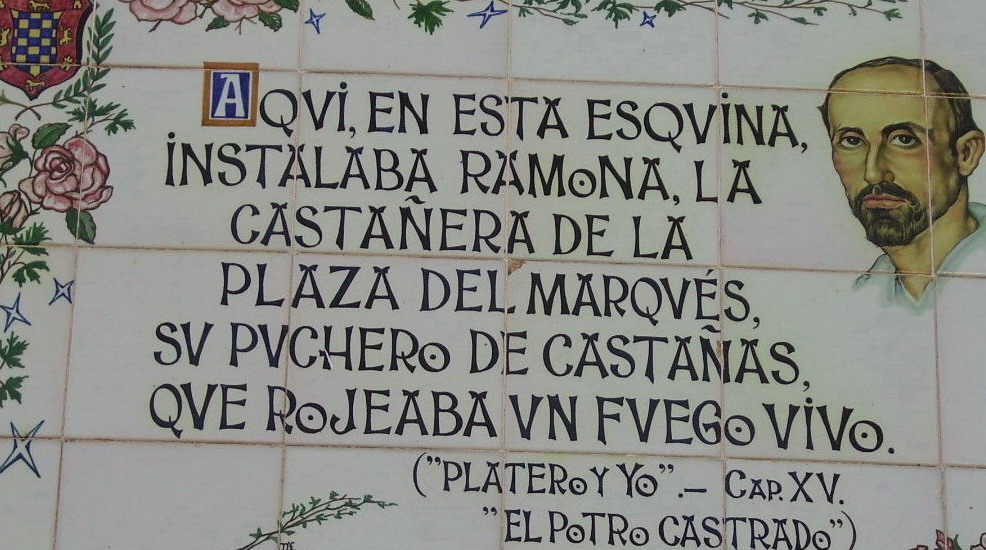 AQVÍ, EN ESTA ESQVINA,
INSTALABA RAMONA, LA
CASTAÑERA DE LA
PLAZA DEL MARQVÉS,
SV PVCHERO DE CASTAÑAS,
QVE ROJEABA VN FVEGO VIVO.
("PLATERO Y YO".– CAP. XV.
"EL POTRO CASTRADO")